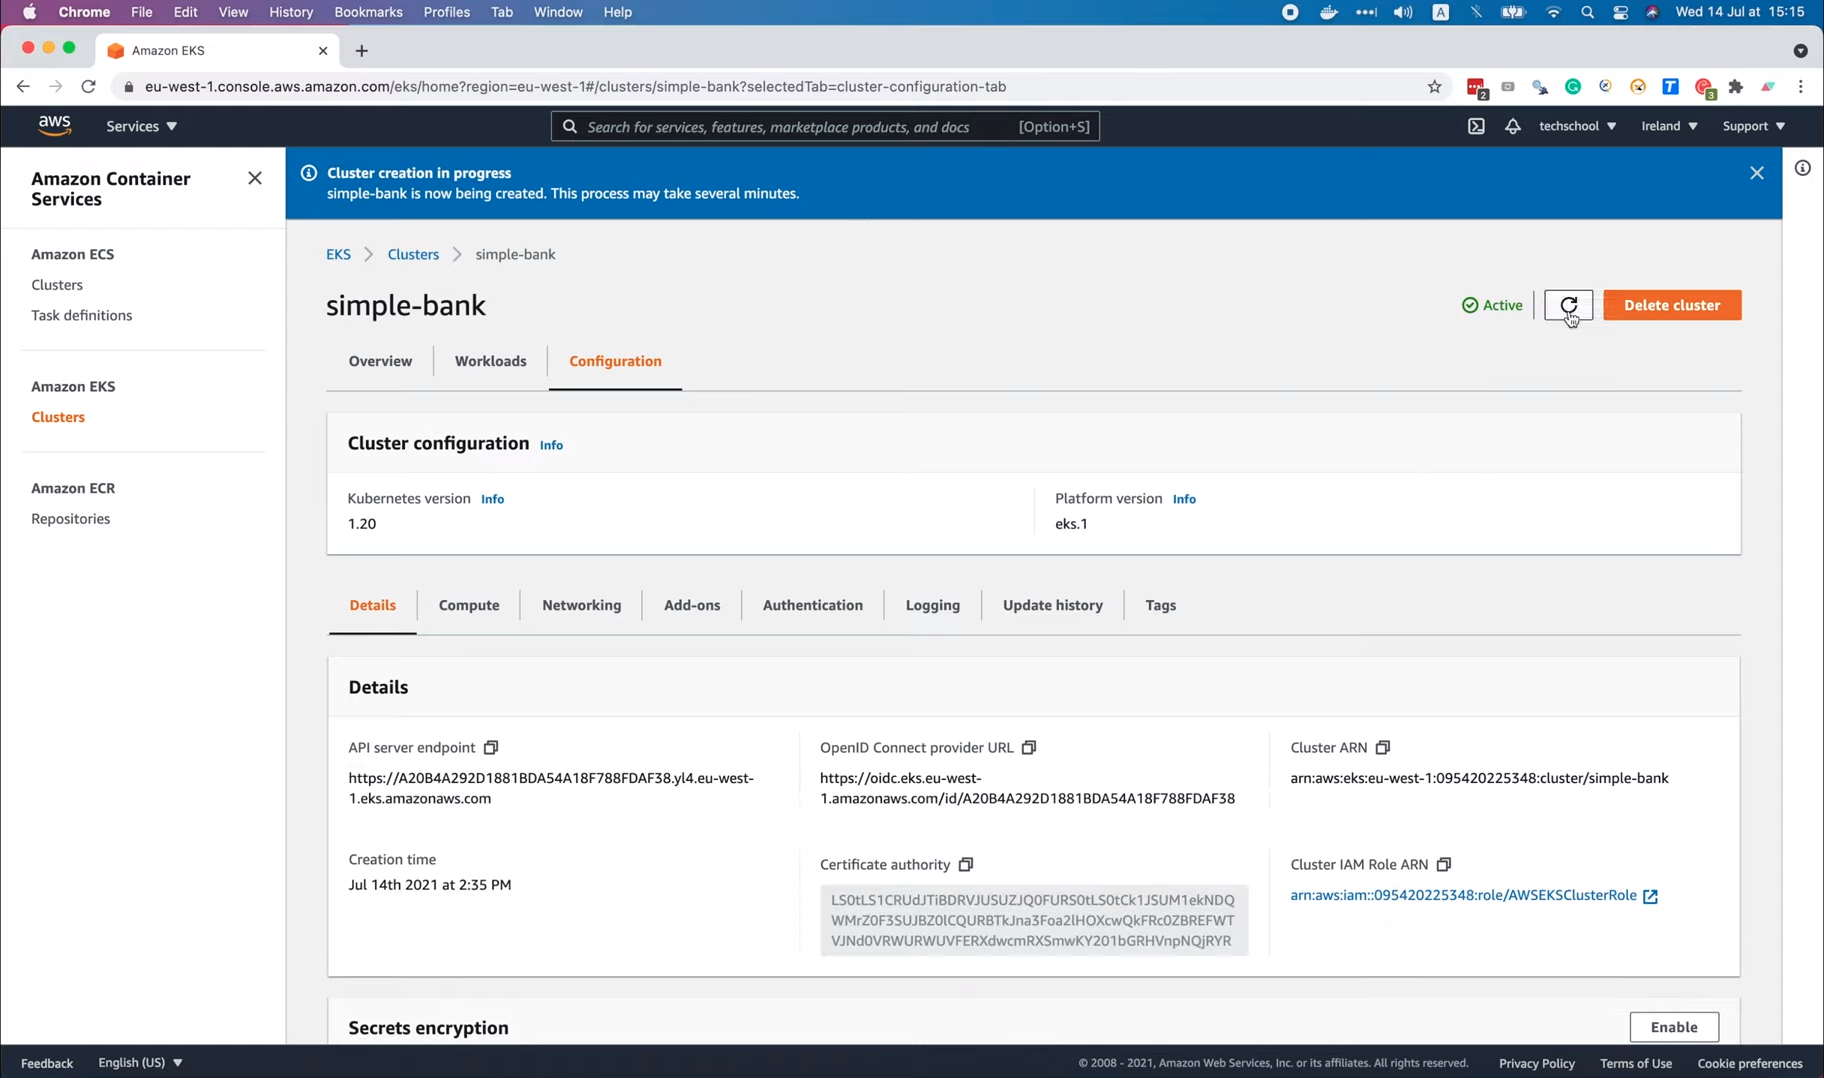 Chrome File Edit View History Bookmarks Profiles Tab Window Help
A Wed 14 Jul at 15:15
Amazon EKS
eu-west-1.console.aws.amazon.com/eks/home?region=eu-west-1#/clusters/simple-bank?selectedTab=cluster-configuration-tab
2 T 3
aws Services Search for services, features, marketplace products, and docs [Option+S] techschool Ireland Support
Amazon Container
Services
Amazon ECS
Clusters
Task definitions
Amazon EKS
Clusters
Amazon ECR
Repositories
Cluster creation in progress
simple-bank is now being created. This process may take several minutes.
EKS Clusters simple-bank
simple-bank
Active Delete cluster
Overview Workloads Configuration
Cluster configuration Info
Kubernetes version Info
1.20
Platform version Info
eks.1
Details Compute Networking Add-ons Authentication Logging Update history Tags
Details
API server endpoint
https://A20B4A292D1881BDA54A18F788FDAF38.yl4.eu-west-
1.eks.amazonaws.com
OpenID Connect provider URL
https://oidc.eks.eu-west-
1.amazonaws.com/id/A20B4A292D1881BDA54A18F788FDAF38
Cluster ARN
arn:aws:eks:eu-west-1:095420225348:cluster/simple-bank
Creation time
Jul 14th 2021 at 2:35 PM
Certificate authority
LS0tLS1CRUdJTiBDRVJUSUZJQ0FURS0tLS0tCk1JSUM1ekNDQ
WMrZ0F3SUJBZ0lCQURBTkJna3Foa2lHOXcwQkFRc0ZBREFWT
VJNd0VRWURWUVFERXdwcmRXSmwKY201bGRHVnpNQjRYR
Cluster IAM Role ARN
arn:aws:iam::095420225348:role/AWSEKSClusterRole
Secrets encryption Enable
Feedback English (US) © 2008 - 2021, Amazon Web Services, Inc. or its affiliates. All rights reserved. Privacy Policy Terms of Use Cookie preferences